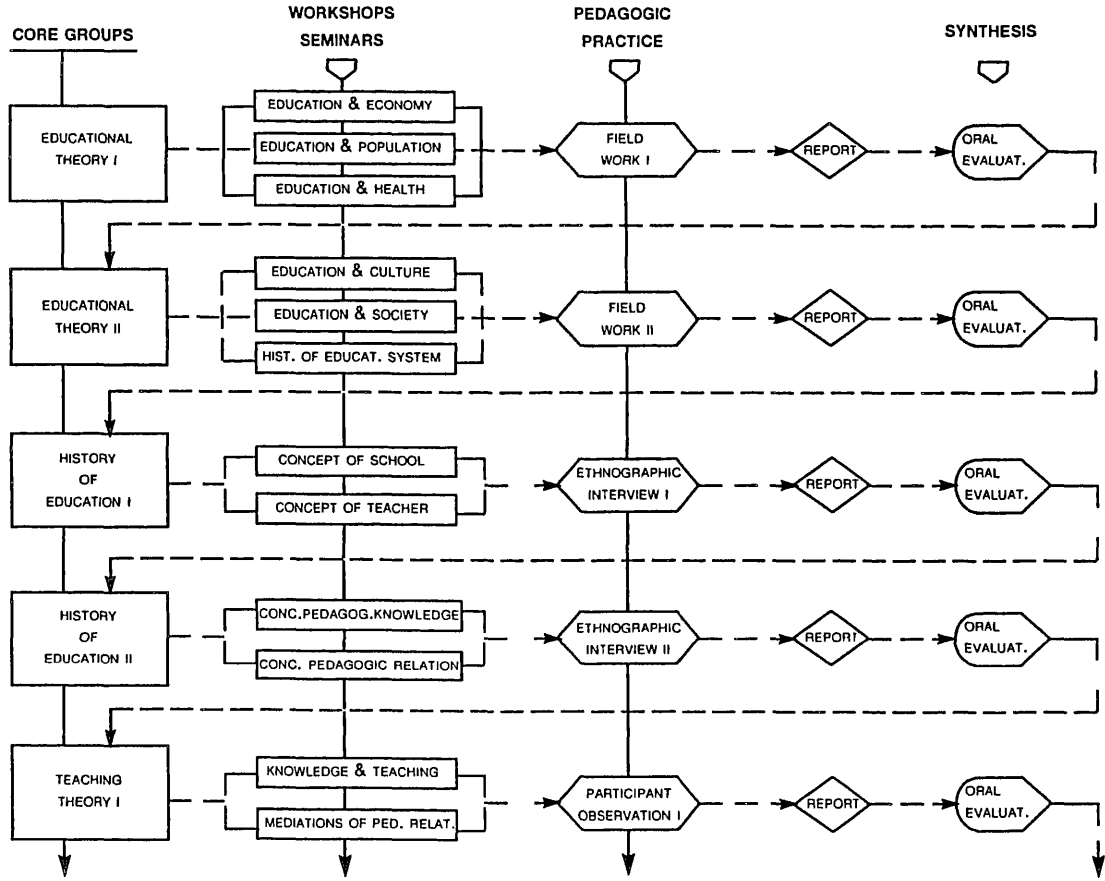 CORE GROUPS
WORKSHOPS
SEMINARS
PEDAGOGIC
PRACTICE
SYNTHESIS
EDUCATIONAL
THEORY I
EDUCATION & ECONOMY
EDUCATION & POPULATION
EDUCATION & HEALTH
FIELD
WORK I
REPORT
ORAL
EVALUAT.
EDUCATIONAL
THEORY II
EDUCATION & CULTURE
EDUCATION & SOCIETY
HIST. OF EDUCAT. SYSTEM
FIELD
WORK II
REPORT
ORAL
EVALUAT.
HISTORY
OF
EDUCATION I
CONCEPT OF SCHOOL
CONCEPT OF TEACHER
ETHNOGRAPHIC
INTERVIEW I
REPORT
ORAL
EVALUAT.
HISTORY
OF
EDUCATION II
CONC.PEDAGOG.KNOWLEDGE
CONC. PEDAGOGIC RELATION
ETHNOGRAPHIC
INTERVIEW II
REPORT
ORAL
EVALUAT.
TEACHING
THEORY I
KNOWLEDGE & TEACHING
MEDIATIONS OF PED. RELAT.
PARTICIPANT
OBSERVATION I
REPORT
ORAL
EVALUAT.